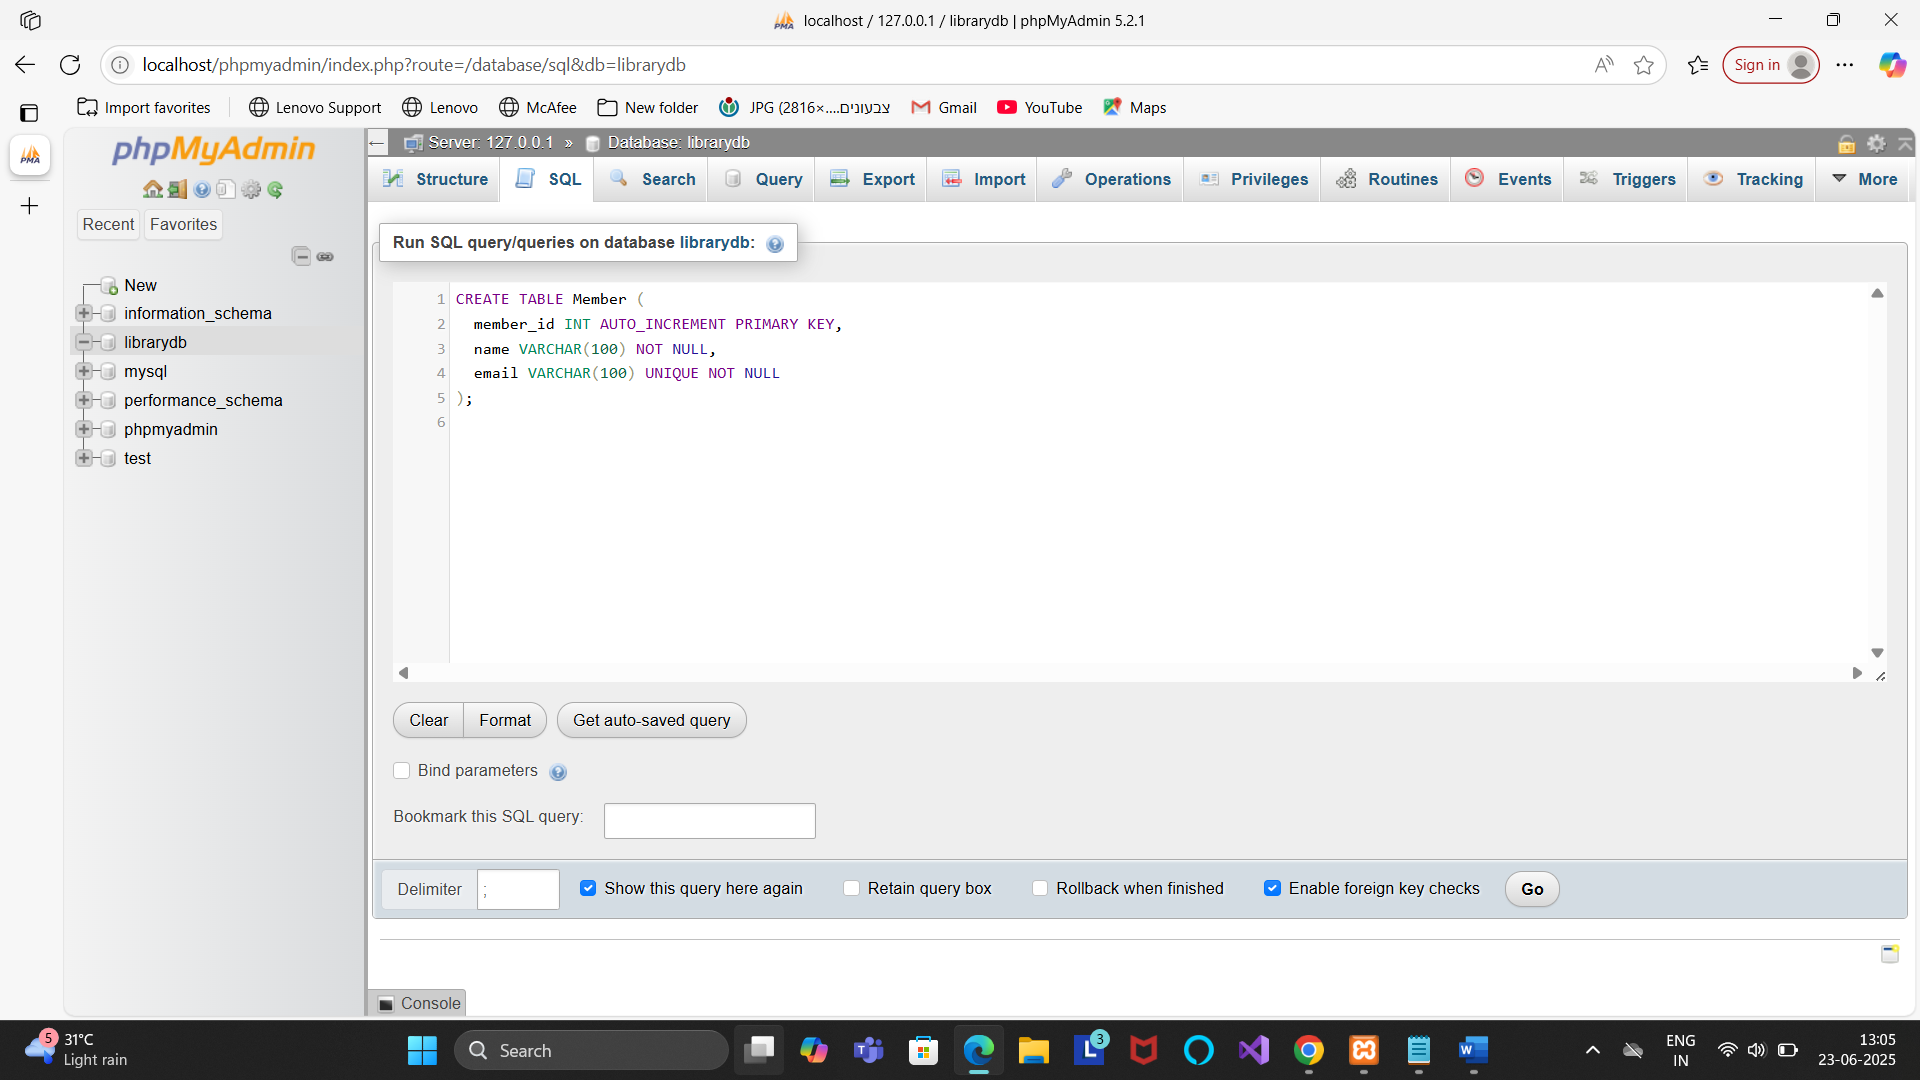 localhost / 127.0.0.1 / librarydb | phpMyAdmin 5.2.1
localhost/phpmyadmin/index.php?route=/database/sql&db=librarydb
Sign in
Import favorites
Lenovo Support
Lenovo
McAfee
New folder
צבעונים....JPG (2816×
Gmail
YouTube
Maps
PMA
phpMyAdmin
Recent
Favorites
New
information_schema
librarydb
mysql
performance_schema
phpmyadmin
test
Server: 127.0.0.1 » Database: librarydb
Structure
SQL
Search
Query
Export
Import
Operations
Privileges
Routines
Events
Triggers
Tracking
More
Run SQL query/queries on database librarydb:
1 CREATE TABLE Member (
2 member_id INT AUTO_INCREMENT PRIMARY KEY,
3 name VARCHAR(100) NOT NULL,
4 email VARCHAR(100) UNIQUE NOT NULL
5 );
6
Clear
Format
Get auto-saved query
Bind parameters
Bookmark this SQL query:
Delimiter
;
Show this query here again
Retain query box
Rollback when finished
Enable foreign key checks
Go
Console
5
31°C
Light rain
Search
3
ENG
IN
13:05
23-06-2025